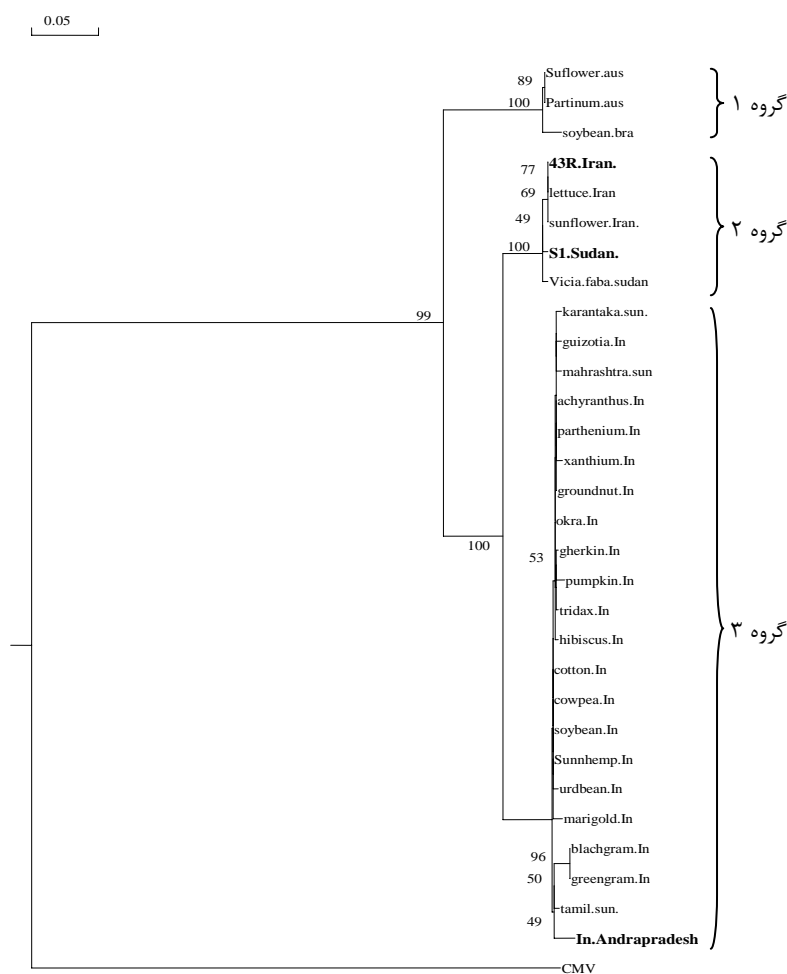 0.05
Suflower.aus
89
Partinum.aus
100
گروه ۱
soybean.bra
43R.Iran.
77
lettuce.Iran
69
sunflower.Iran.
49
گروه ۲
S1.Sudan.
100
Vicia.faba.sudan
karantaka.sun.
99
guizotia.In
mahrashtra.sun
achyranthus.In
parthenium.In
xanthium.In
groundnut.In
okra.In
100
gherkin.In
53
pumpkin.In
tridax.In
گروه ۳
hibiscus.In
cotton.In
cowpea.In
soybean.In
Sunnhemp.In
urdbean.In
marigold.In
blachgram.In
96
greengram.In
50
tamil.sun.
49
In.Andrapradesh
CMV